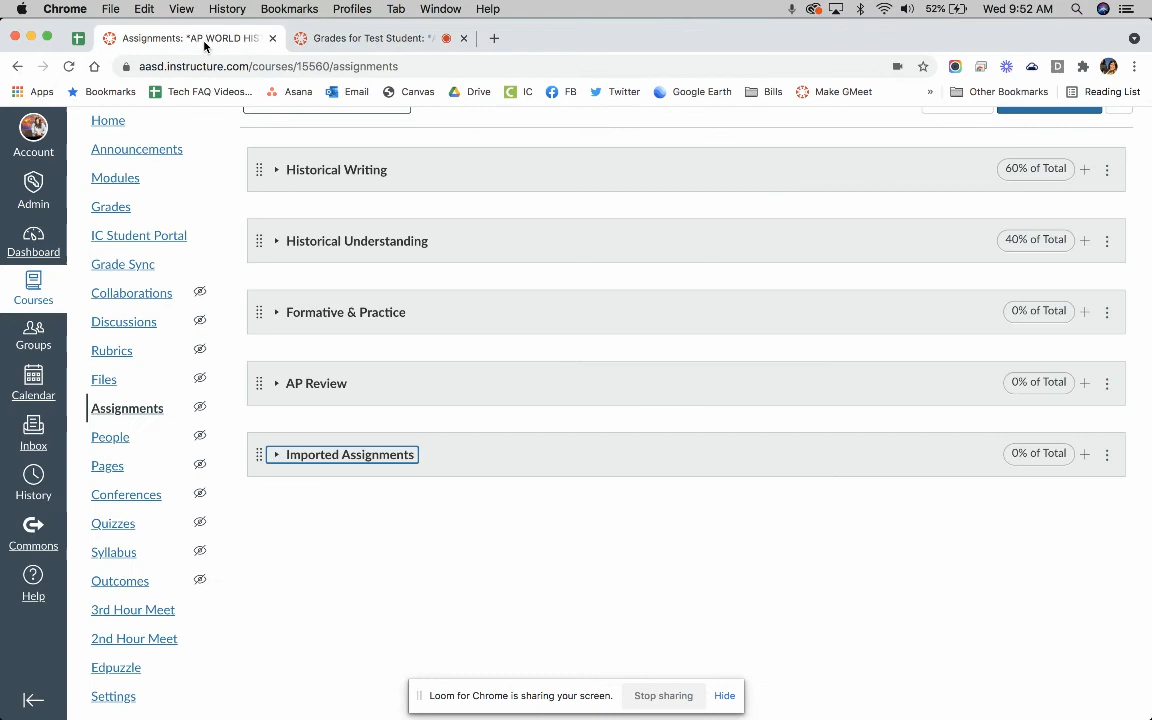 Chrome File Edit View History Bookmarks Profiles Tab Window Help 52% Wed 9:52 AM
Assignments: *AP WORLD HIS Grades for Test Student: *
aasd.instructure.com/courses/15560/assignments
Apps Bookmarks Tech FAQ Videos... Asana Email Canvas Drive IC FB Twitter Google Earth Bills Make GMeet » Other Bookmarks Reading List
Account
Admin
Dashboard
Courses
Groups
Calendar
Inbox
History
Commons
Help
Home
Announcements
Modules
Grades
IC Student Portal
Grade Sync
Collaborations
Discussions
Rubrics
Files
Assignments
People
Pages
Conferences
Quizzes
Syllabus
Outcomes
3rd Hour Meet
2nd Hour Meet
Edpuzzle
Settings
Historical Writing 60% of Total
Historical Understanding 40% of Total
Formative & Practice 0% of Total
AP Review 0% of Total
Imported Assignments 0% of Total
Loom for Chrome is sharing your screen. Stop sharing Hide